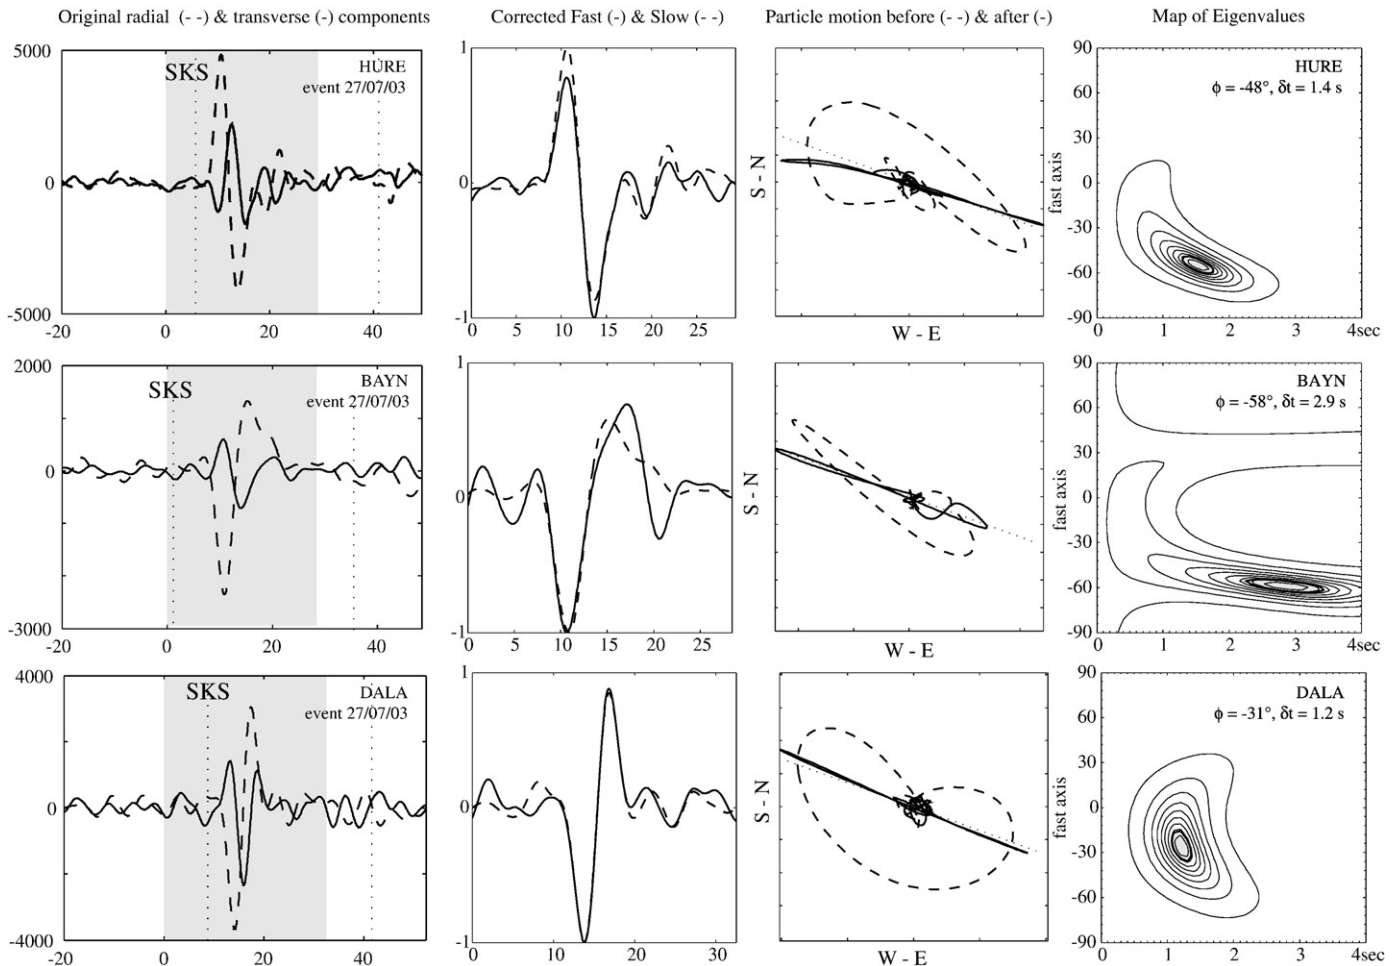 Original radial (- -) & transverse (-) components
Corrected Fast (-) & Slow (- -)
Particle motion before (- -) & after (-)
Map of Eigenvalues
5000
0
-5000
-20
0
20
40
SKS
HURE
event 27/07/03
1
0
-1
0
5
10
15
20
25
S - N
W - E
90
60
30
0
-30
-60
-90
fast axis
0
1
2
3
4sec
HURE
ϕ = -48°, δt = 1.4 s
2000
0
-3000
-20
0
20
40
SKS
BAYN
event 27/07/03
1
0
-1
0
5
10
15
20
25
S - N
W - E
90
60
30
0
-30
-60
-90
fast axis
0
1
2
3
4sec
BAYN
ϕ = -58°, δt = 2.9 s
4000
0
-4000
-20
0
20
40
SKS
DALA
event 27/07/03
1
0
-1
0
5
10
15
20
25
30
S - N
W - E
90
60
30
0
-30
-60
-90
fast axis
0
1
2
3
4sec
DALA
ϕ = -31°, δt = 1.2 s